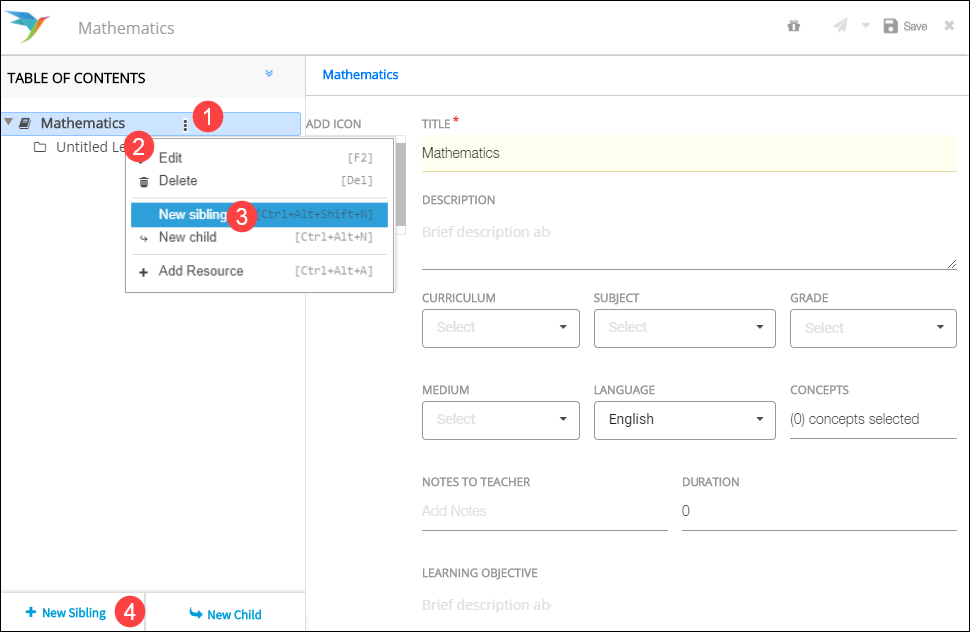 Mathematics
Save
TABLE OF CONTENTS
Mathematics
Mathematics
1
ADD ICON
TITLE*
Untitled Le
2
Edit [F2]
Mathematics
Delete [Del]
DESCRIPTION
New sibling 3 [Ctrl+Alt+Shift+N]
Brief description ab
New child [Ctrl+Alt+N]
Add Resource [Ctrl+Alt+A]
CURRICULUM SUBJECT GRADE
Select Select Select
MEDIUM LANGUAGE CONCEPTS
Select English (0) concepts selected
NOTES TO TEACHER DURATION
Add Notes 0
LEARNING OBJECTIVE
Brief description ab
New Sibling 4 New Child